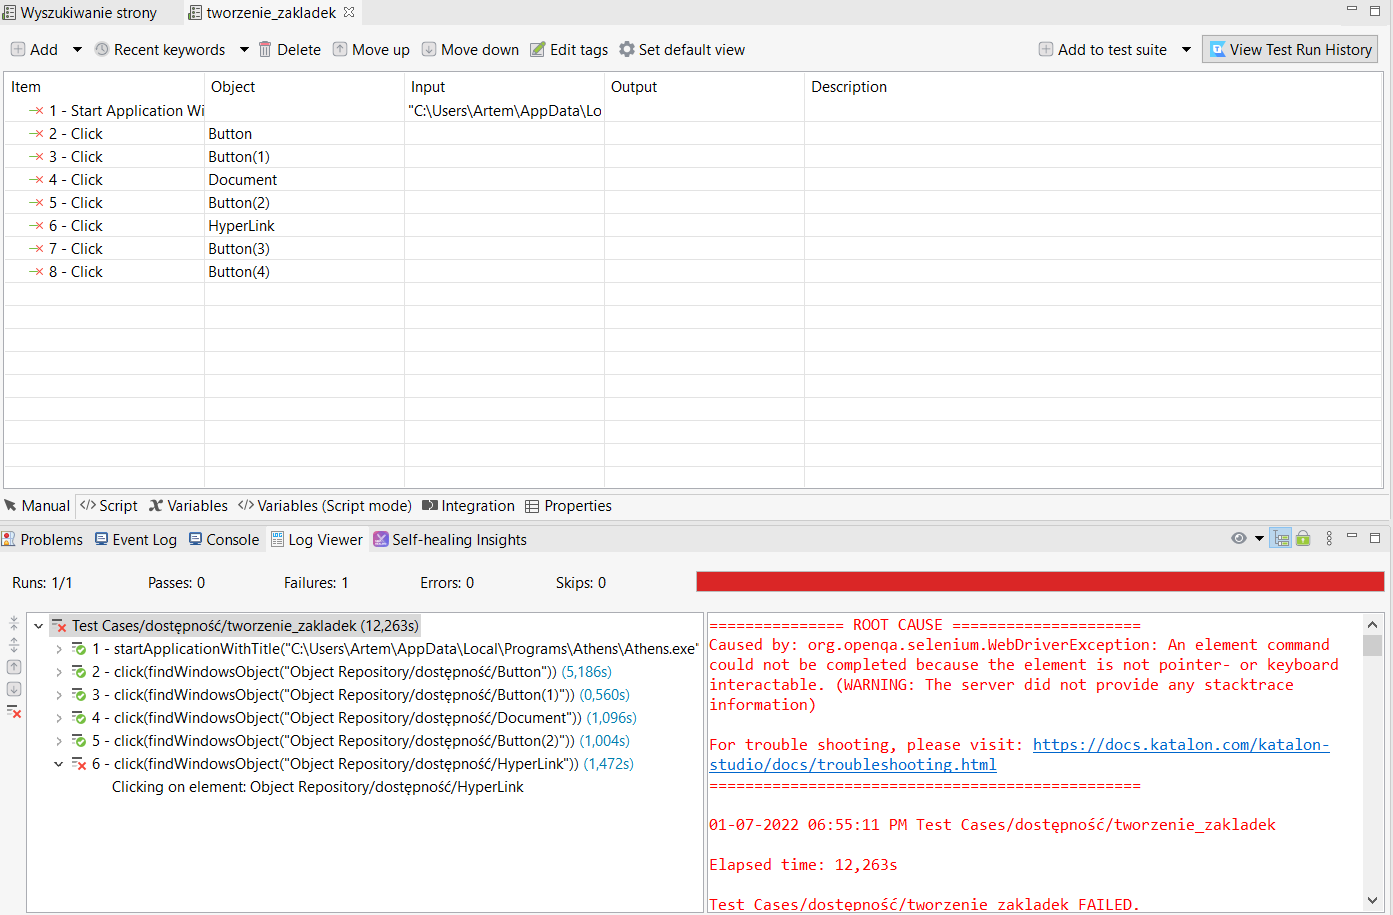 Wyszukiwanie strony tworzenie_zakladek
Add Recent keywords Delete Move up Move down Edit tags Set default view Add to test suite View Test Run History
Item Object Input Output Description
1 - Start Application Wi "C:\Users\Artem\AppData\Lo
2 - Click Button
3 - Click Button(1)
4 - Click Document
5 - Click Button(2)
6 - Click HyperLink
7 - Click Button(3)
8 - Click Button(4)
Manual Script Variables Variables (Script mode) Integration Properties
Problems Event Log Console Log Viewer Self-healing Insights
Runs: 1/1 Passes: 0 Failures: 1 Errors: 0 Skips: 0
Test Cases/dostępność/tworzenie_zakladek (12,263s)
1 - startApplicationWithTitle("C:\Users\Artem\AppData\Local\Programs\Athens\Athens.exe"
2 - click(findWindowsObject("Object Repository/dostępność/Button")) (5,186s)
3 - click(findWindowsObject("Object Repository/dostępność/Button(1)")) (0,560s)
4 - click(findWindowsObject("Object Repository/dostępność/Document")) (1,096s)
5 - click(findWindowsObject("Object Repository/dostępność/Button(2)")) (1,004s)
6 - click(findWindowsObject("Object Repository/dostępność/HyperLink")) (1,472s)
Clicking on element: Object Repository/dostępność/HyperLink
=============== ROOT CAUSE =====================
Caused by: org.openqa.selenium.WebDriverException: An element command
could not be completed because the element is not pointer- or keyboard
interactable. (WARNING: The server did not provide any stacktrace
information)
For trouble shooting, please visit: https://docs.katalon.com/katalon-
studio/docs/troubleshooting.html
================================================
01-07-2022 06:55:11 PM Test Cases/dostępność/tworzenie_zakladek
Elapsed time: 12,263s
Test Cases/dostępność/tworzenie_zakladek FAILED.